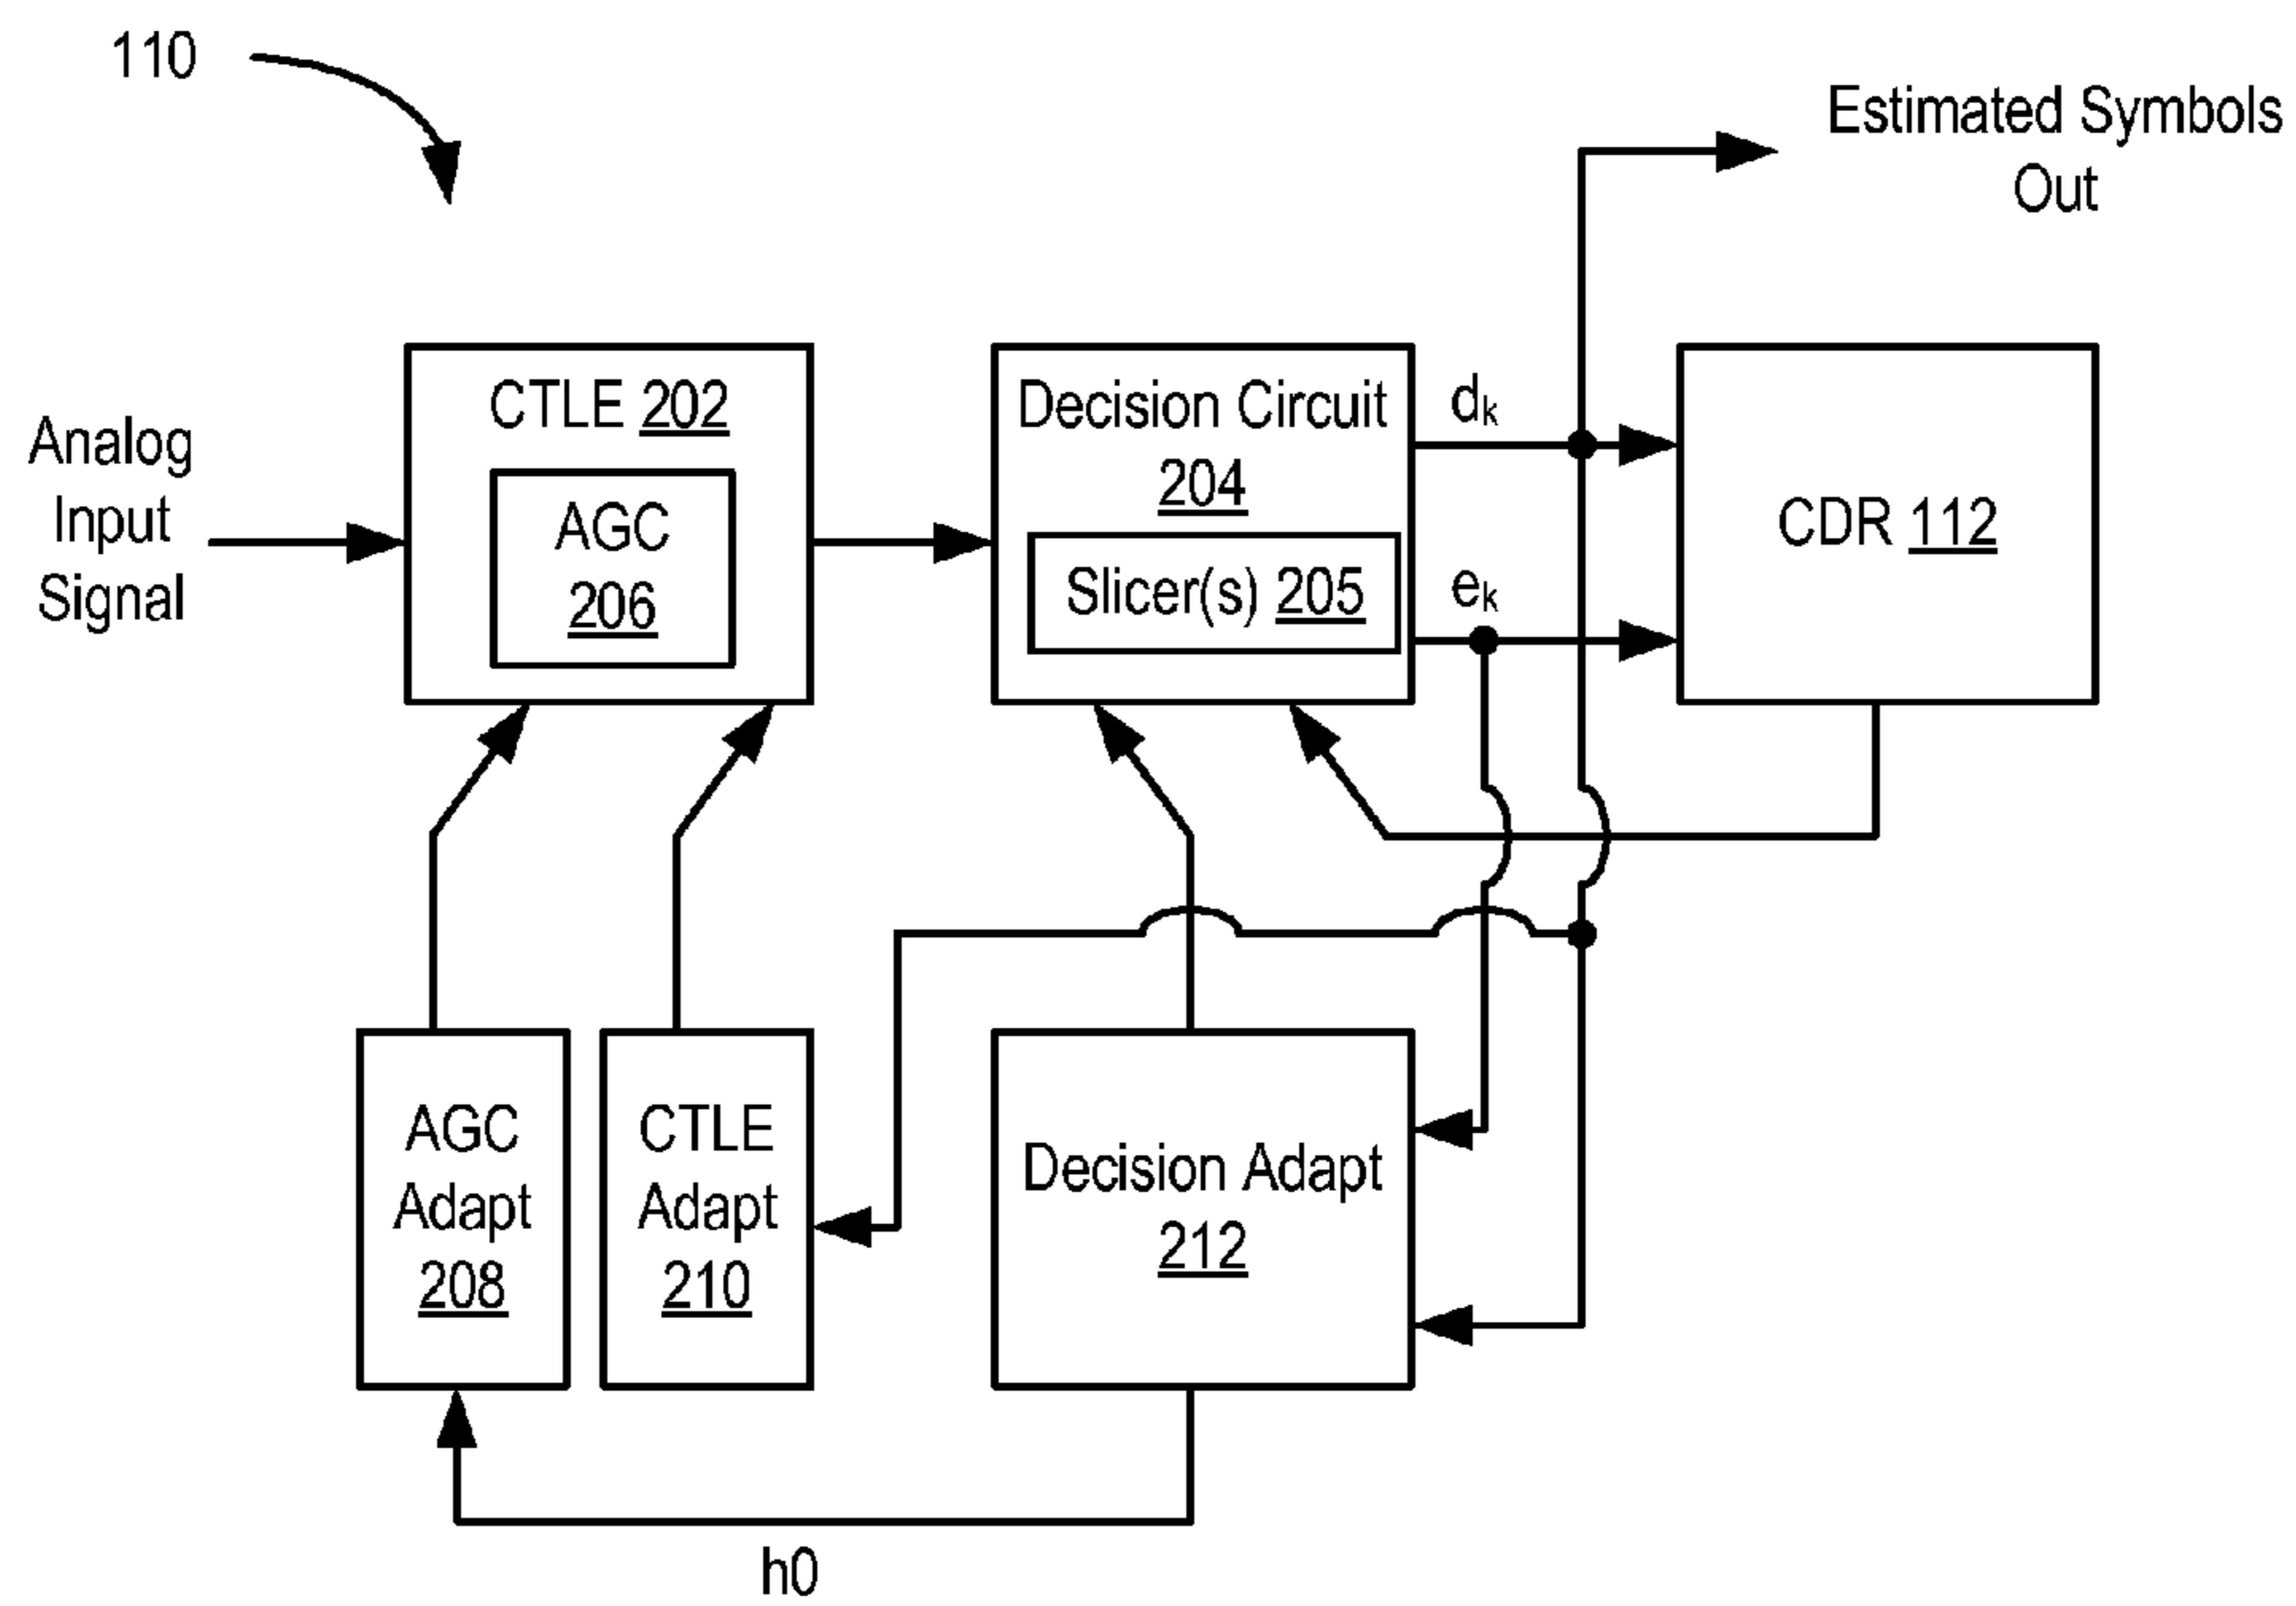 110
Estimated Symbols
Out
Analog
Input
Signal
CTLE 202
AGC
206
Decision Circuit
204
Slicer(s) 205
dk
ek
CDR 112
AGC
Adapt
208
CTLE
Adapt
210
Decision Adapt
212
h0